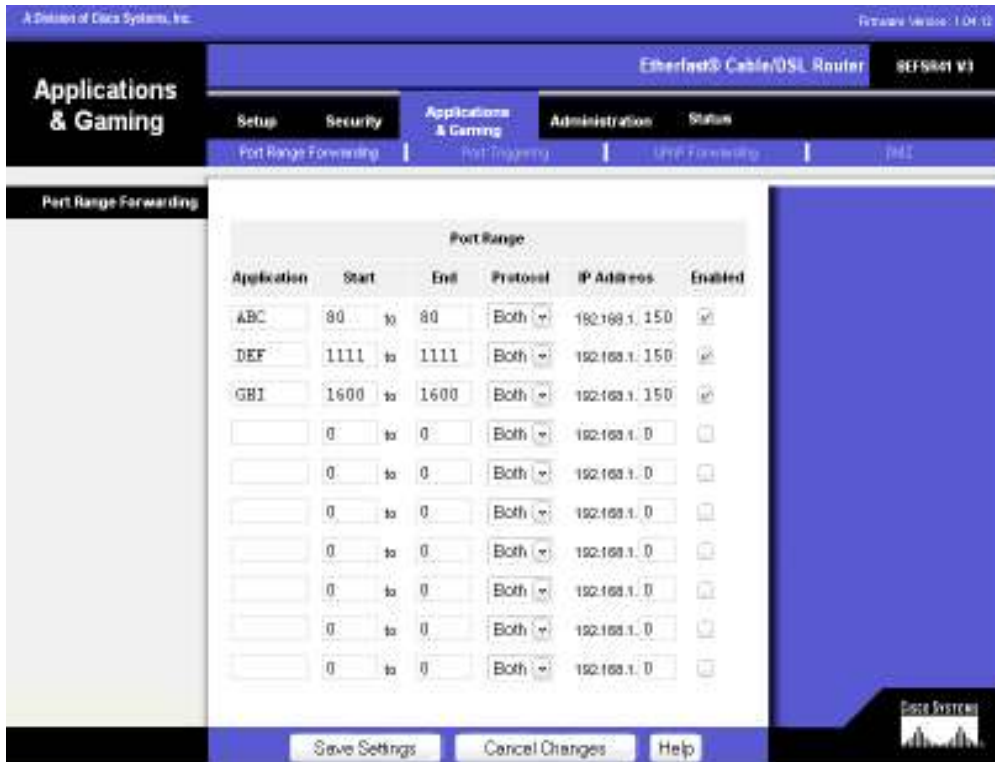 A Division of Cisco Systems, Inc.
Firmware Version: 1.04.12
Etherfast® Cable/DSL Router
BEFSR41 V3
Applications & Gaming
Setup Security Applications & Gaming Administration Status
Port Range Forwarding Port Triggering UPnP Forwarding DMZ
Port Range Forwarding
Port Range
Application Start End Protocol IP Address Enabled
ABC 80 to 80 Both 192.168.1. 150
DEF 1111 to 1111 Both 192.168.1. 150
GHI 1600 to 1600 Both 192.168.1. 150
0 to 0 Both 192.168.1. 0
0 to 0 Both 192.168.1. 0
0 to 0 Both 192.168.1. 0
0 to 0 Both 192.168.1. 0
0 to 0 Both 192.168.1. 0
0 to 0 Both 192.168.1. 0
0 to 0 Both 192.168.1. 0
Save Settings Cancel Changes Help
Cisco Systems